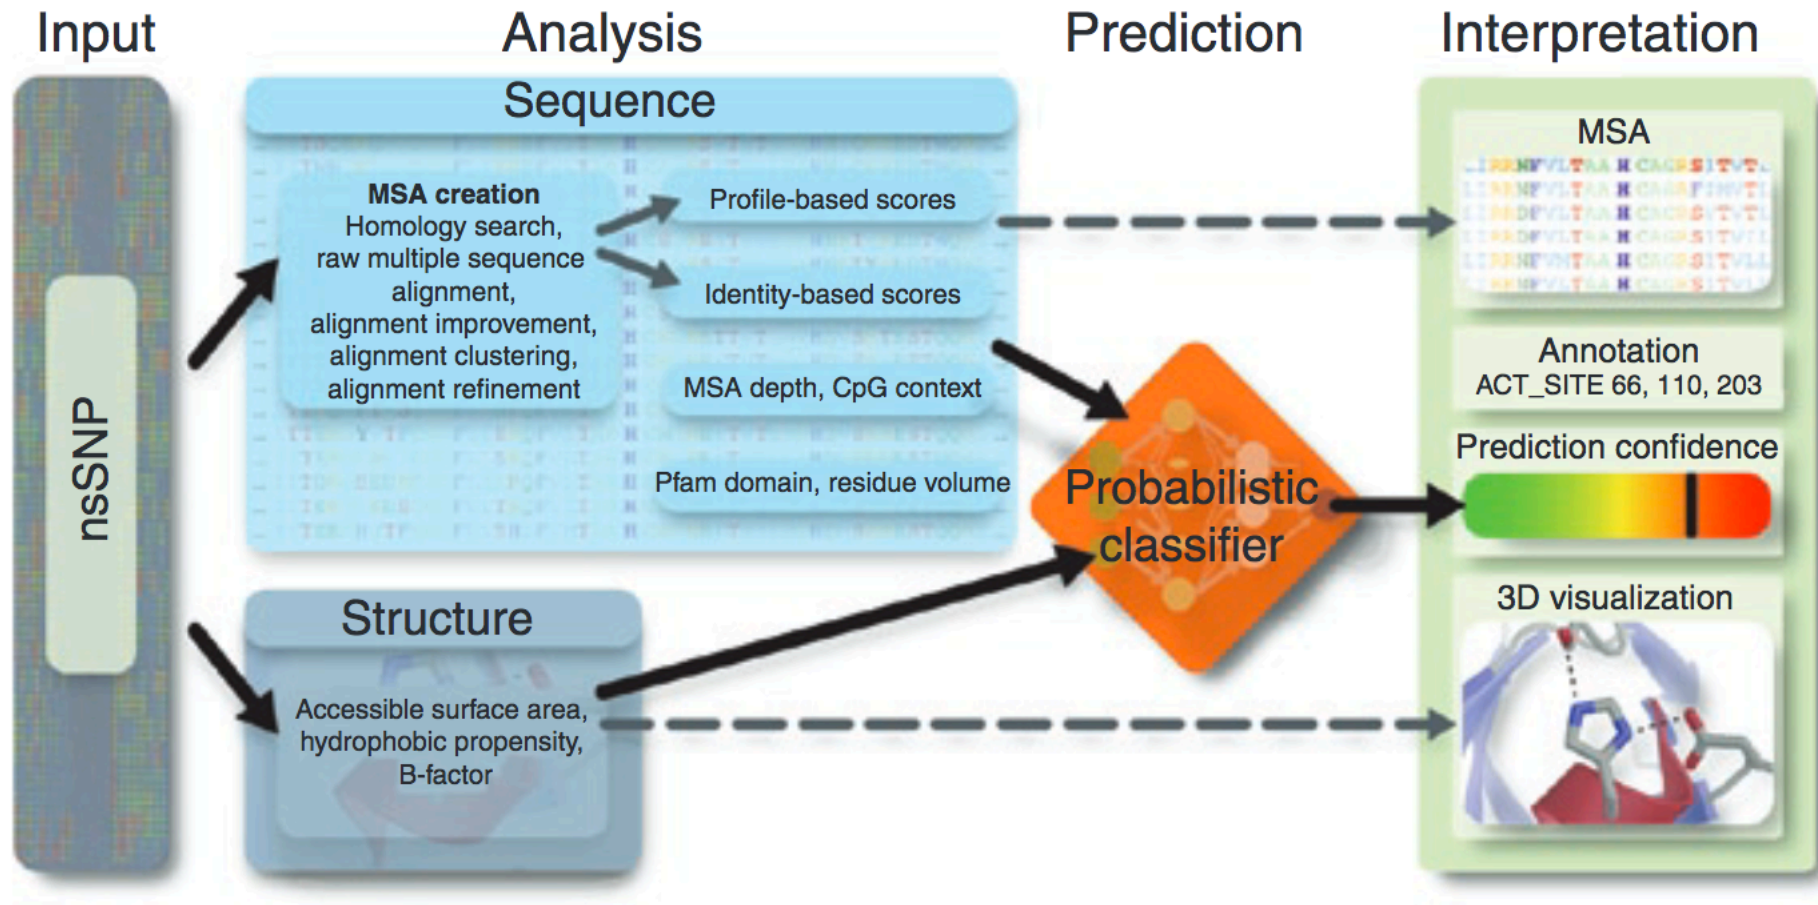 Input
Analysis
Prediction
Interpretation
nsSNP
Sequence
MSA creation
Homology search,
raw multiple sequence
alignment,
alignment improvement,
alignment clustering,
alignment refinement
Profile-based scores
Identity-based scores
MSA depth, CpG context
Pfam domain, residue volume
Structure
Accessible surface area,
hydrophobic propensity,
B-factor
Probabilistic
classifier
MSA
Annotation
ACT_SITE 66, 110, 203
Prediction confidence
3D visualization